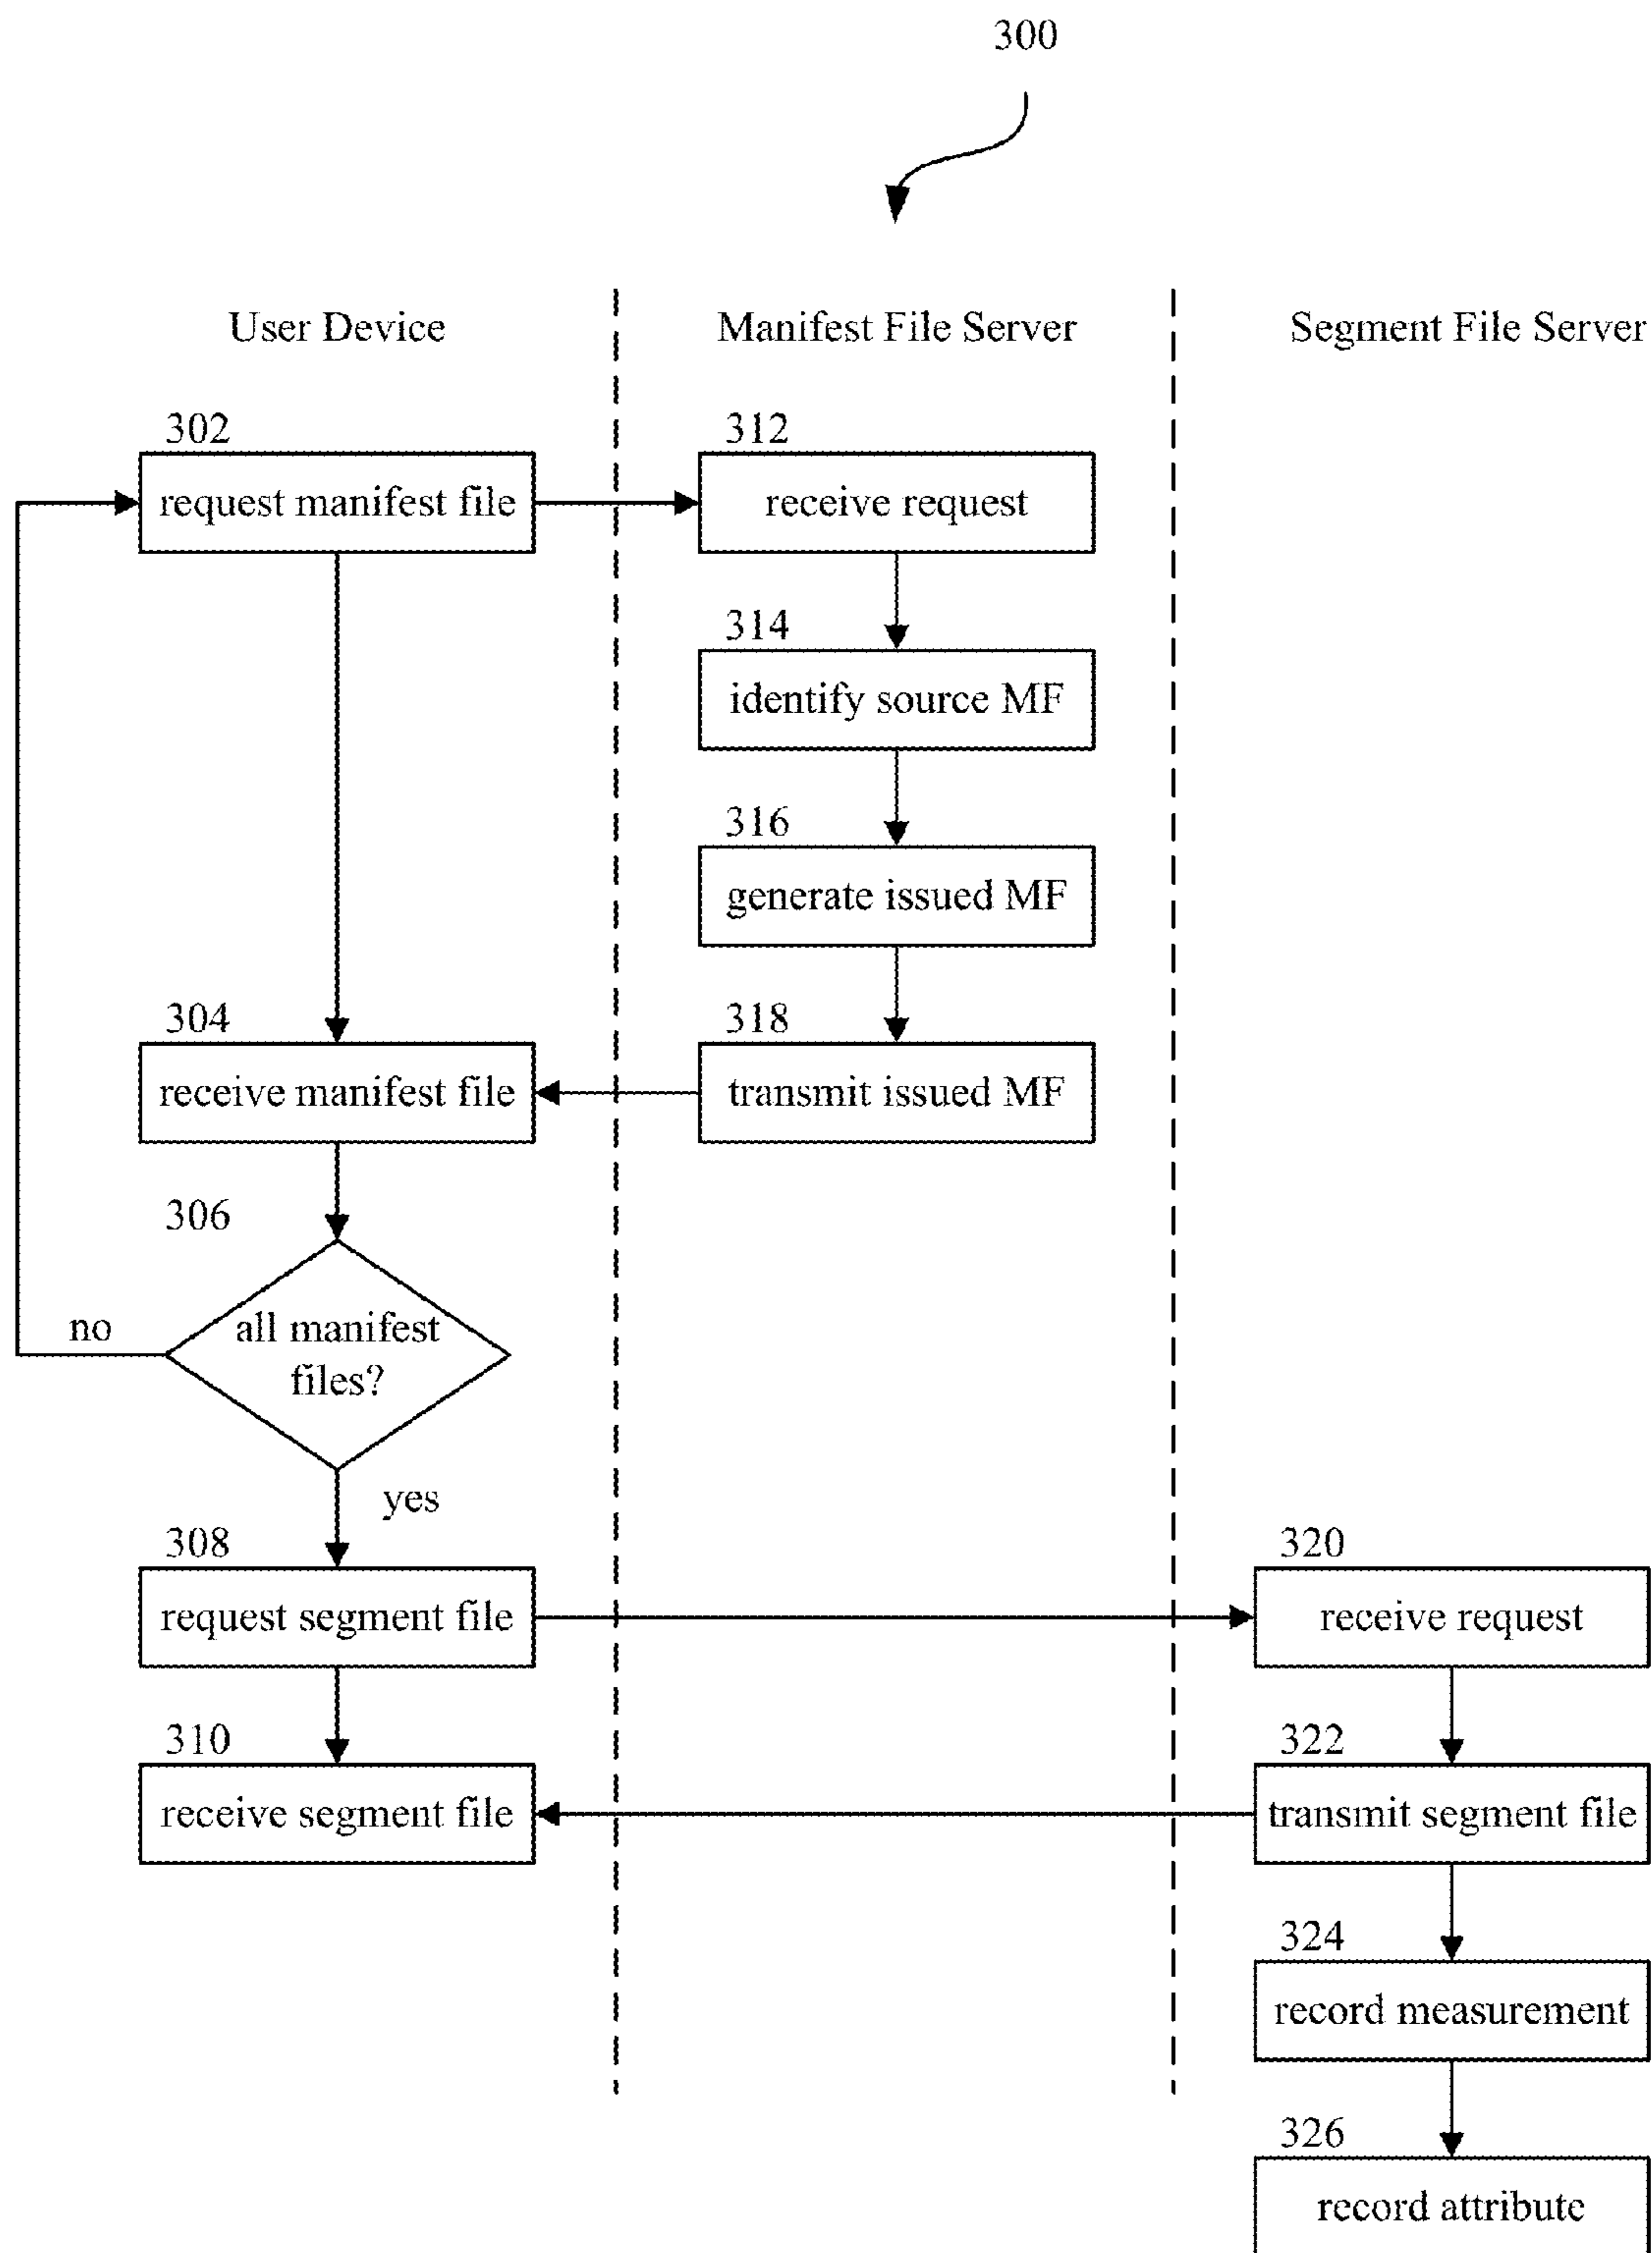 300
User Device
Manifest File Server
Segment File Server
302
request manifest file
312
receive request
314
identify source MF
316
generate issued MF
304
receive manifest file
318
transmit issued MF
306
all manifest
files?
no
yes
308
request segment file
320
receive request
310
receive segment file
322
transmit segment file
324
record measurement
326
record attribute